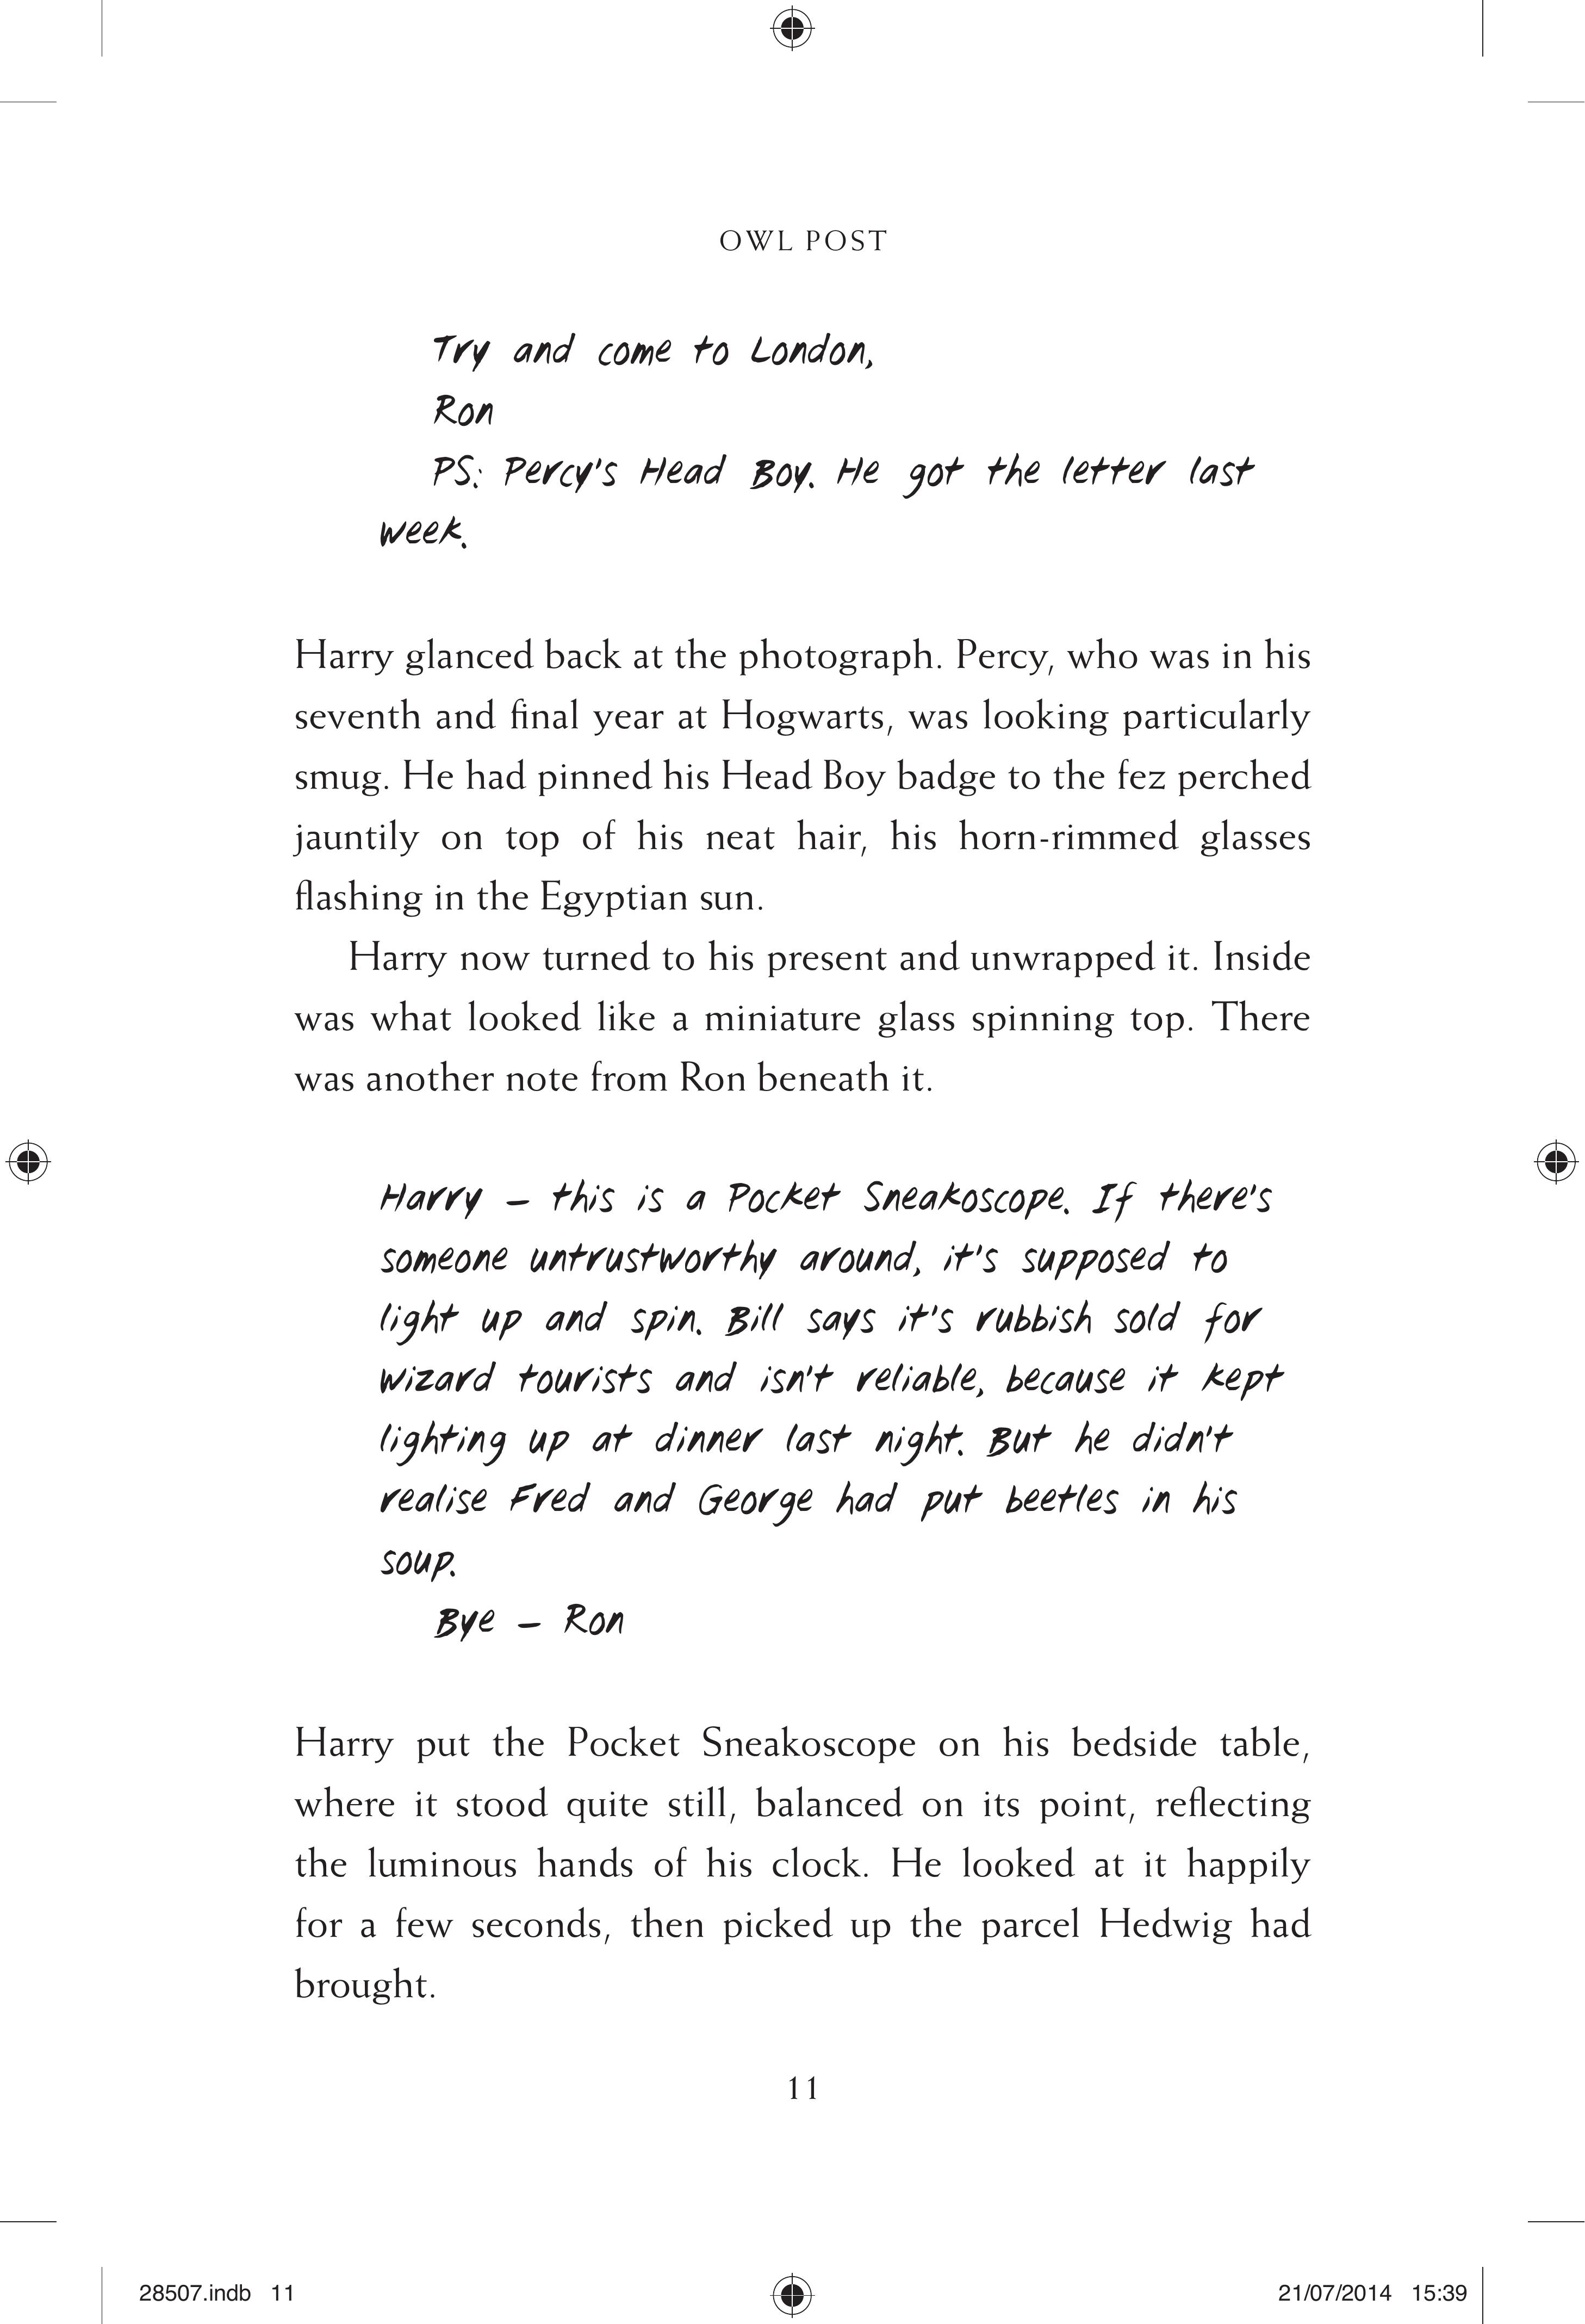 OWL POST
Try and come to London,
Ron
PS: Percy's Head Boy. He got the letter last
week.
Harry glanced back at the photograph. Percy, who was in his
seventh and final year at Hogwarts, was looking particularly
smug. He had pinned his Head Boy badge to the fez perched
jauntily on top of his neat hair, his horn-rimmed glasses
flashing in the Egyptian sun.
Harry now turned to his present and unwrapped it. Inside
was what looked like a miniature glass spinning top. There
was another note from Ron beneath it.
Harry – this is a Pocket Sneakoscope. If there's
someone untrustworthy around, it's supposed to
light up and spin. Bill says it's rubbish sold for
wizard tourists and isn't reliable, because it kept
lighting up at dinner last night. But he didn't
realise Fred and George had put beetles in his
soup.
Bye – Ron
Harry put the Pocket Sneakoscope on his bedside table,
where it stood quite still, balanced on its point, reflecting
the luminous hands of his clock. He looked at it happily
for a few seconds, then picked up the parcel Hedwig had
brought.
11
28507.indb 11
21/07/2014 15:39